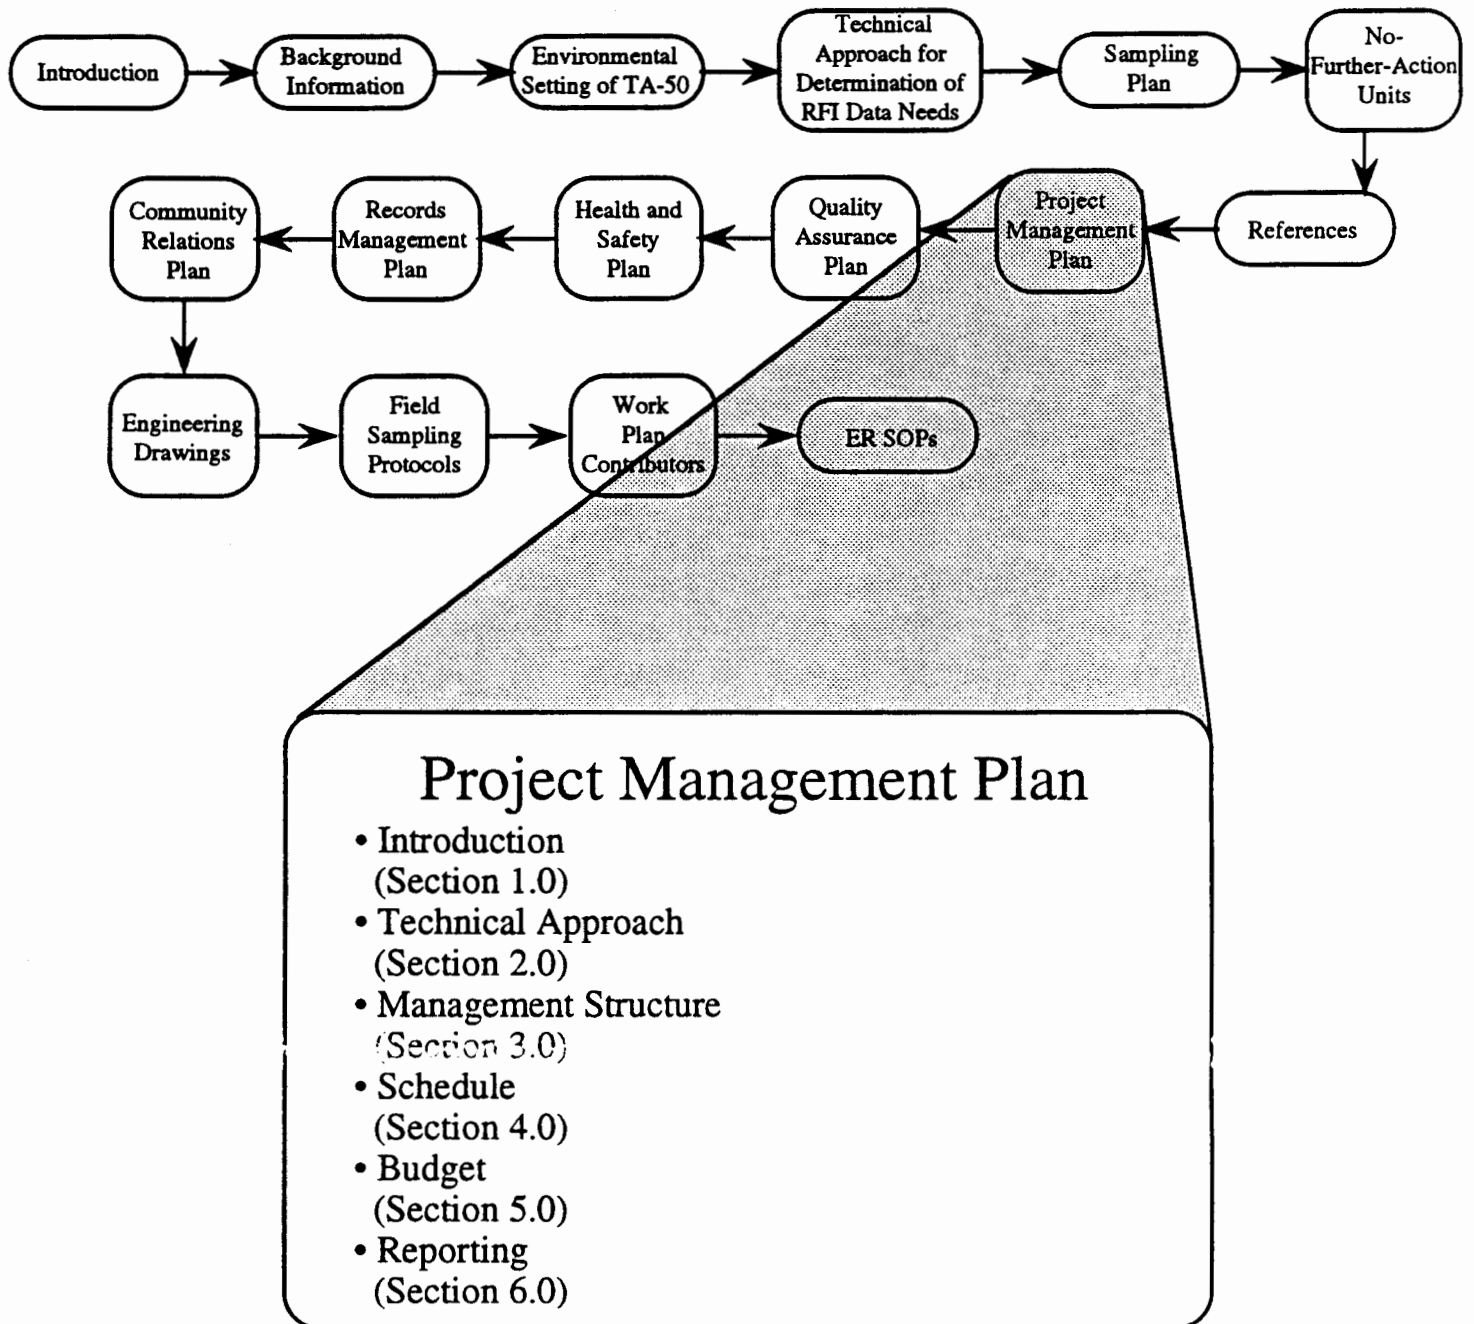 Introduction
Background
Information
Environmental
Setting of TA-50
Technical
Approach for
Determination of
RFI Data Needs
Sampling
Plan
No-
Further-Action
Units
References
Project
Management
Plan
Quality
Assurance
Plan
Health and
Safety
Plan
Records
Management
Plan
Community
Relations
Plan
Engineering
Drawings
Field
Sampling
Protocols
Work
Plan
Contributors
ER SOPs
Project Management Plan
• Introduction
(Section 1.0)
• Technical Approach
(Section 2.0)
• Management Structure
(Section 3.0)
• Schedule
(Section 4.0)
• Budget
(Section 5.0)
• Reporting
(Section 6.0)